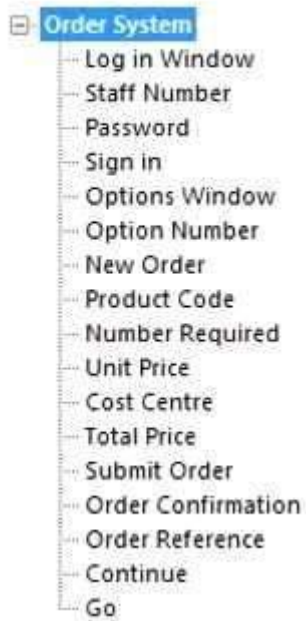 Order System
Log in Window
Staff Number
Password
Sign in
Options Window
Option Number
New Order
Product Code
Number Required
Unit Price
Cost Centre
Total Price
Submit Order
Order Confirmation
Order Reference
Continue
Go